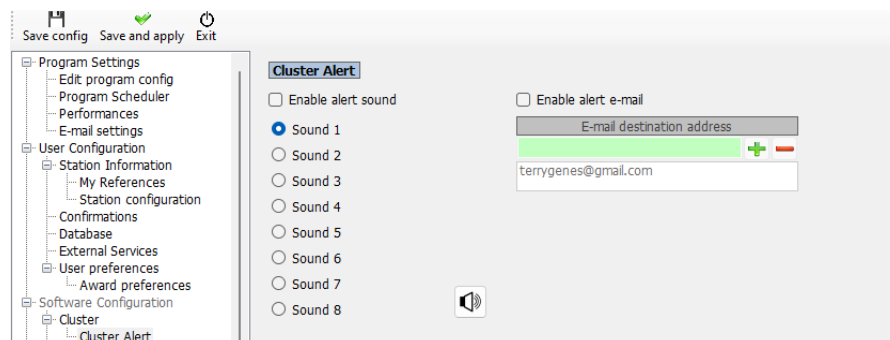 Save config Save and apply Exit
Program Settings
Edit program config
Program Scheduler
Performances
E-mail settings
User Configuration
Station Information
My References
Station configuration
Confirmations
Database
External Services
User preferences
Award preferences
Software Configuration
Cluster
Cluster Alert
Cluster Alert
Enable alert sound
Sound 1
Sound 2
Sound 3
Sound 4
Sound 5
Sound 6
Sound 7
Sound 8
Enable alert e-mail
E-mail destination address
terrygenes@gmail.com